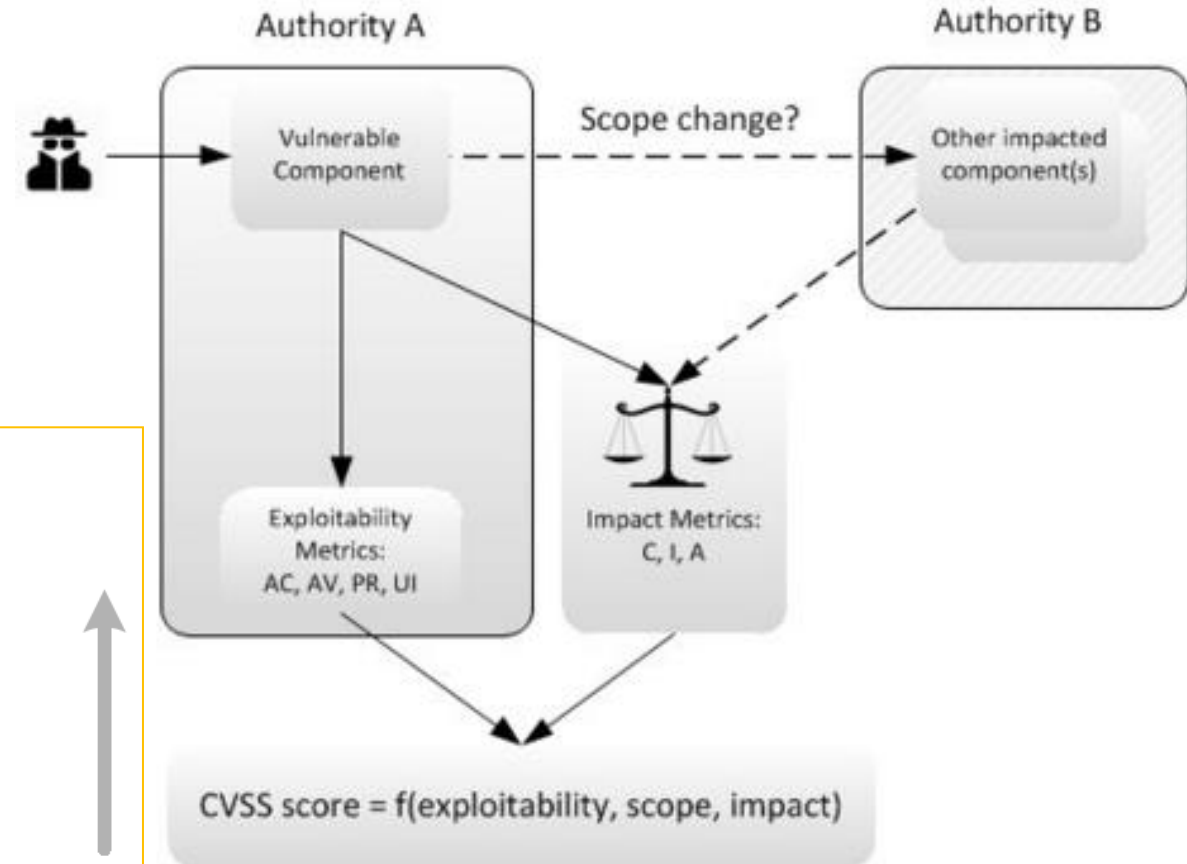 Authority A
Authority B
Vulnerable
Component
Scope change?
Other impacted
component(s)
Exploitability
Metrics:
AC, AV, PR, UI
Impact Metrics:
C, I, A
CVSS score = f(exploitability, scope, impact)